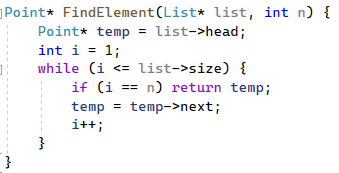 Point* FindElement(List* list, int n) {
    Point* temp = list->head;
    int i = 1;
    while (i <= list->size) {
        if (i == n) return temp;
        temp = temp->next;
        i++;
    }
}